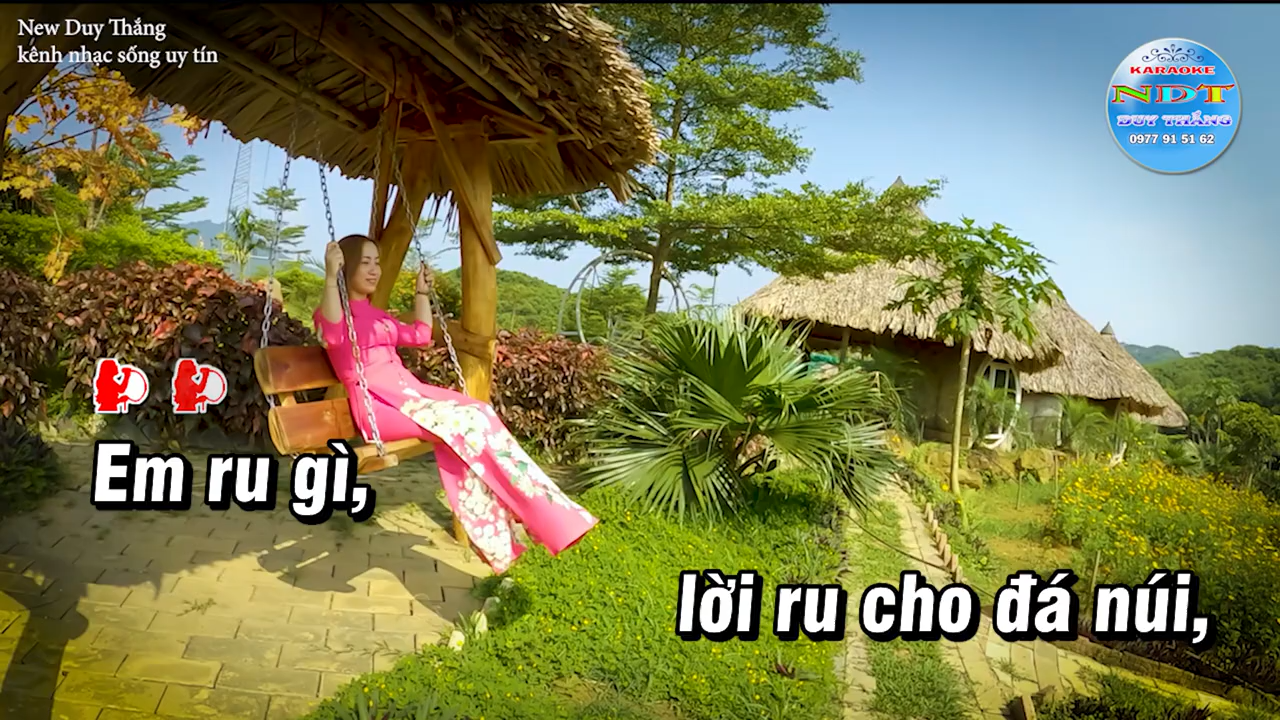 New Duy Thắng
kênh nhạc sống uy tín
KARAOKE
NDT
DUY THẮNG
0977 91 51 62
Em ru gì,
lời ru cho đá núi,